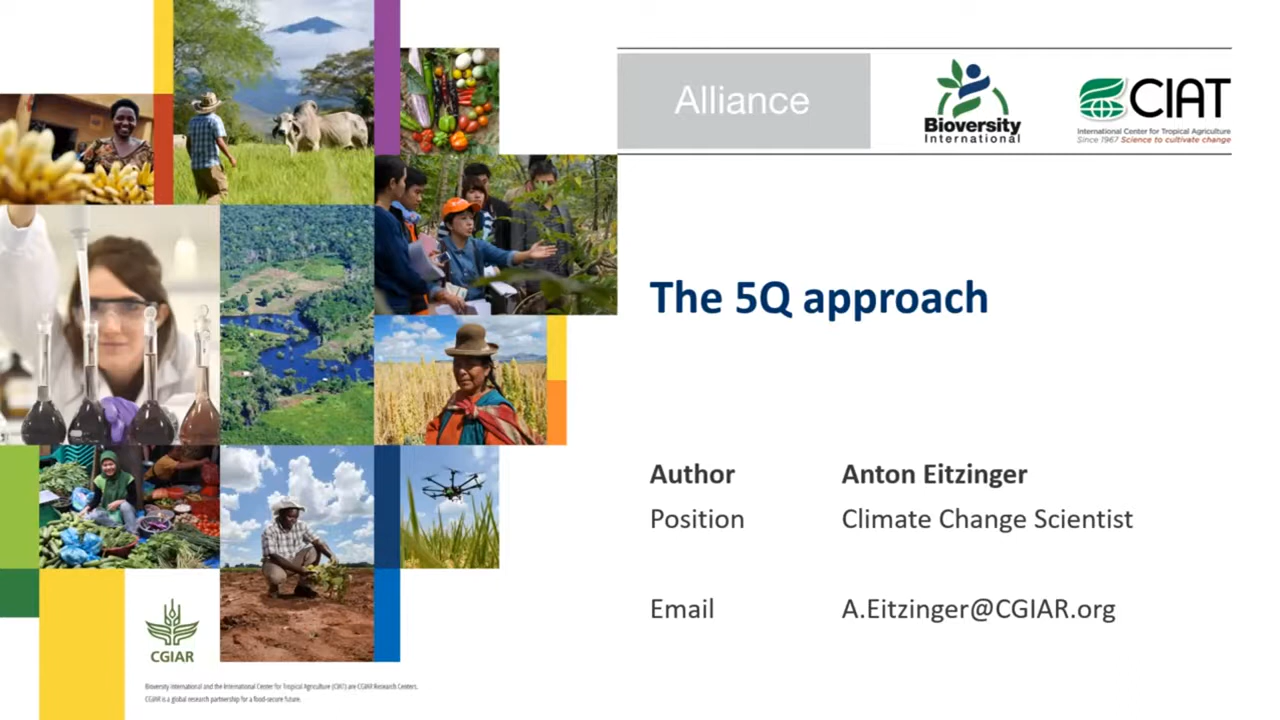 Alliance
Bioversity
International
CIAT
International Center for Tropical Agriculture
Since 1967 Science to cultivate change
The 5Q approach
Author Anton Eitzinger
Position Climate Change Scientist
Email A.Eitzinger@CGIAR.org
CGIAR
Bioversity International and the International Center for Tropical Agriculture (CIAT) are CGIAR Research Centers.
CGIAR is a global research partnership for a food-secure future.